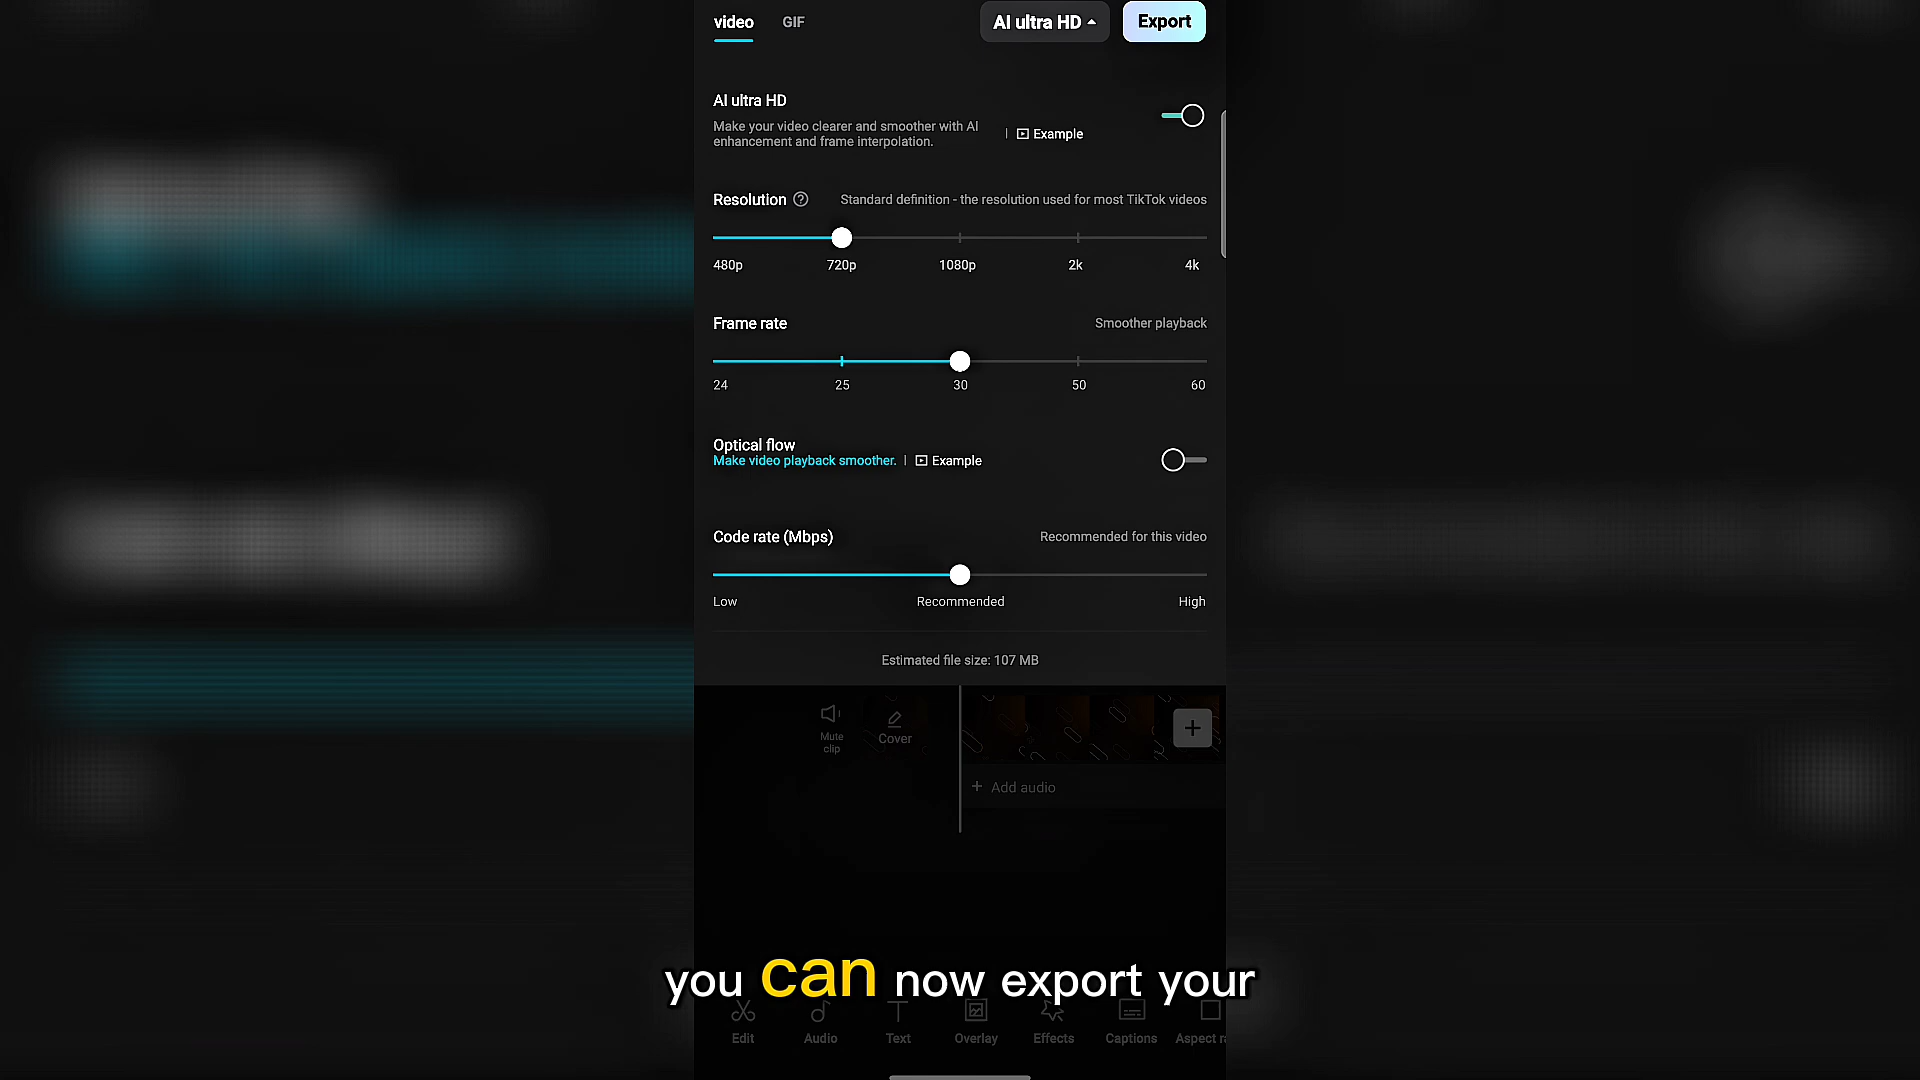 video GIF AI ultra HD Export
AI ultra HD
Make your video clearer and smoother with AI
enhancement and frame interpolation.
| Example
Resolution ? Standard definition - the resolution used for most TikTok videos
480p 720p 1080p 2k 4k
Frame rate Smoother playback
24 25 30 50 60
Optical flow
Make video playback smoother. | Example
Code rate (Mbps) Recommended for this video
Low Recommended High
Estimated file size: 107 MB
Mute
clip
Cover
+ Add audio
you can now export your
Edit Audio Text Overlay Effects Captions Aspect r